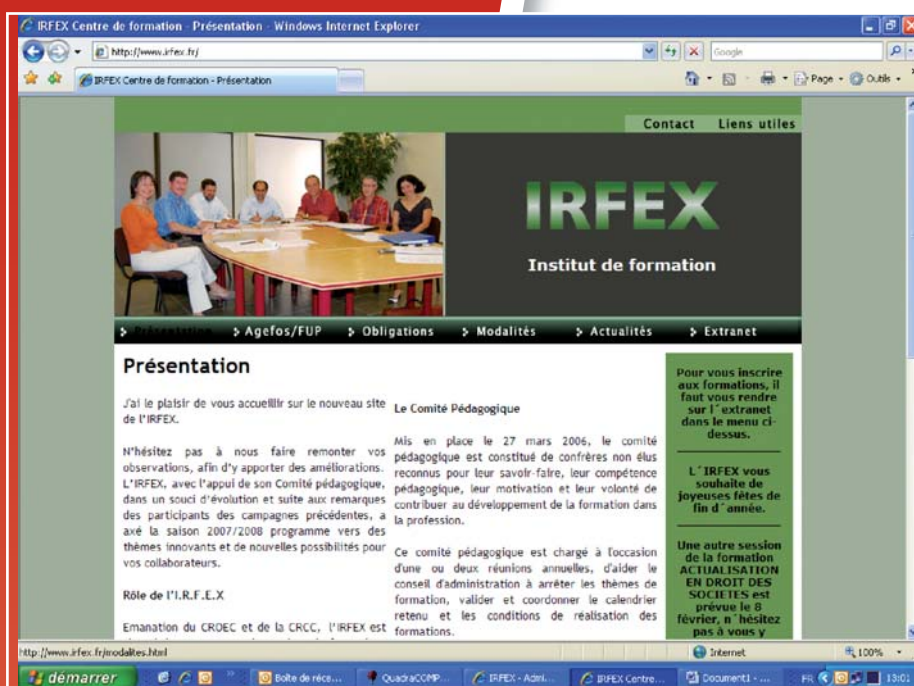 IRFEX Centre de formation - Présentation - Windows Internet Explorer
http://www.irfex.fr/
Google
IRFEX Centre de formation - Présentation
Page
Outils
Contact Liens utiles
IRFEX
Institut de formation
Présentation Agefos/FUP Obligations Modalités Actualités Extranet
Présentation
J'ai le plaisir de vous accueillir sur le nouveau site
de l'IRFEX.
N'hésitez pas à nous faire remonter vos
observations, afin d'y apporter des améliorations.
L'IRFEX, avec l'appui de son Comité pédagogique,
dans un souci d'évolution et suite aux remarques
des participants des campagnes précédentes, a
axé la saison 2007/2008 programme vers des
thèmes innovants et de nouvelles possibilités pour
vos collaborateurs.
Rôle de l'I.R.F.E.X
Emanation du CROEC et de la CRCC, l'IRFEX est
Le Comité Pédagogique
Mis en place le 27 mars 2006, le comité
pédagogique est constitué de confrères non élus
reconnus pour leur savoir-faire, leur compétence
pédagogique, leur motivation et leur volonté de
contribuer au développement de la formation dans
la profession.
Ce comité pédagogique est chargé à l'occasion
d'une ou deux réunions annuelles, d'aider le
conseil d'administration à arrêter les thèmes de
formation, valider et coordonner le calendrier
retenu et les conditions de réalisation des
formations.
Pour vous inscrire
aux formations, il
faut vous rendre
sur l´extranet
dans le menu ci-
dessus.
L´IRFEX vous
souhaite de
joyeuses fêtes de
fin d´année.
Une autre session
de la formation
ACTUALISATION
EN DROIT DES
SOCIETES est
prévue le 8
février, n´hésitez
pas à vous y
http://www.irfex.fr/modalites.html
Internet
100%
démarrer
Boîte de réce...
QuadraCOMP...
IRFEX - Admi...
IRFEX Centre...
Document1 - ...
FR
13:01